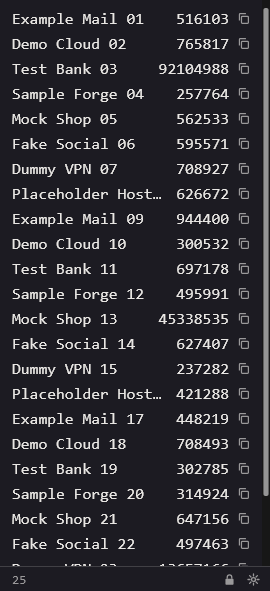 Example Mail 01 516103
Demo Cloud 02 765817
Test Bank 03 92104988
Sample Forge 04 257764
Mock Shop 05 562533
Fake Social 06 595571
Dummy VPN 07 708927
Placeholder Host… 626672
Example Mail 09 944400
Demo Cloud 10 300532
Test Bank 11 697178
Sample Forge 12 495991
Mock Shop 13 45338535
Fake Social 14 627407
Dummy VPN 15 237282
Placeholder Host… 421288
Example Mail 17 448219
Demo Cloud 18 708493
Test Bank 19 302785
Sample Forge 20 314924
Mock Shop 21 647156
Fake Social 22 497463
25